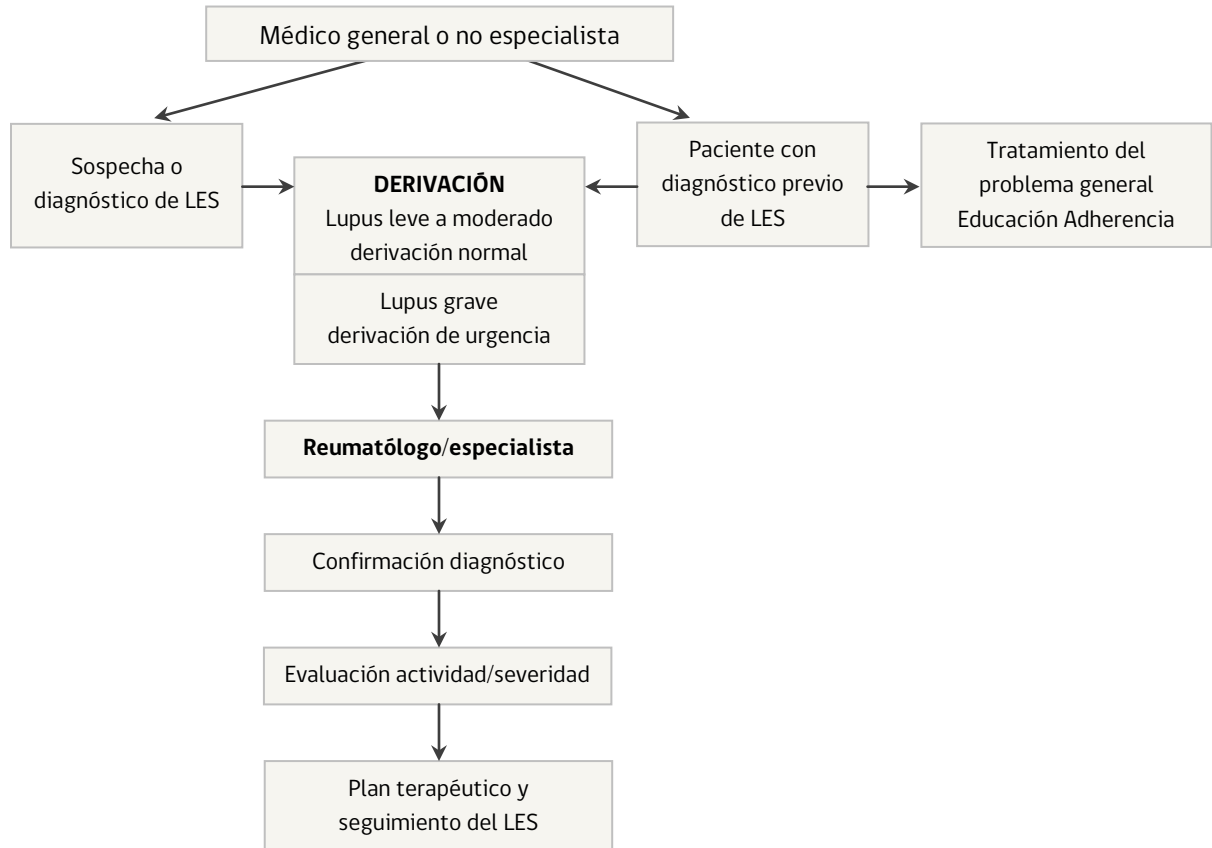 Médico general o no especialista
Sospecha o
diagnóstico de LES
DERIVACIÓN
Lupus leve a moderado
derivación normal
Lupus grave
derivación de urgencia
Paciente con
diagnóstico previo
de LES
Tratamiento del
problema general
Educación Adherencia
Reumatólogo/especialista
Confirmación diagnóstico
Evaluación actividad/severidad
Plan terapéutico y
seguimiento del LES